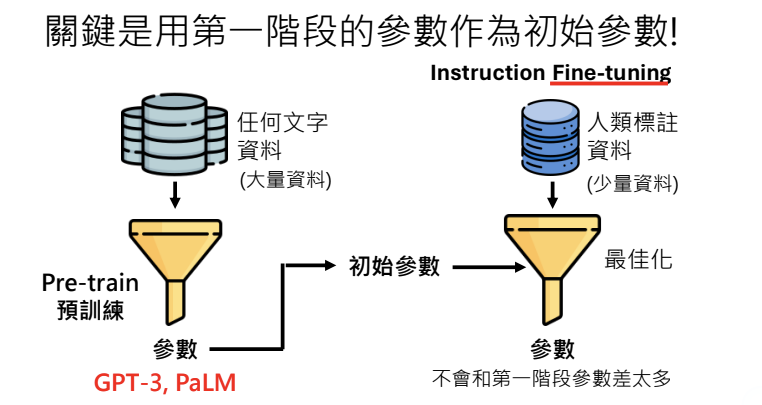 關鍵是用第一階段的參數作為初始參數!
Instruction Fine-tuning
任何文字
資料
(大量資料)
人類標註
資料
(少量資料)
Pre-train
預訓練
初始參數
最佳化
參數
GPT-3, PaLM
參數
不會和第一階段參數差太多